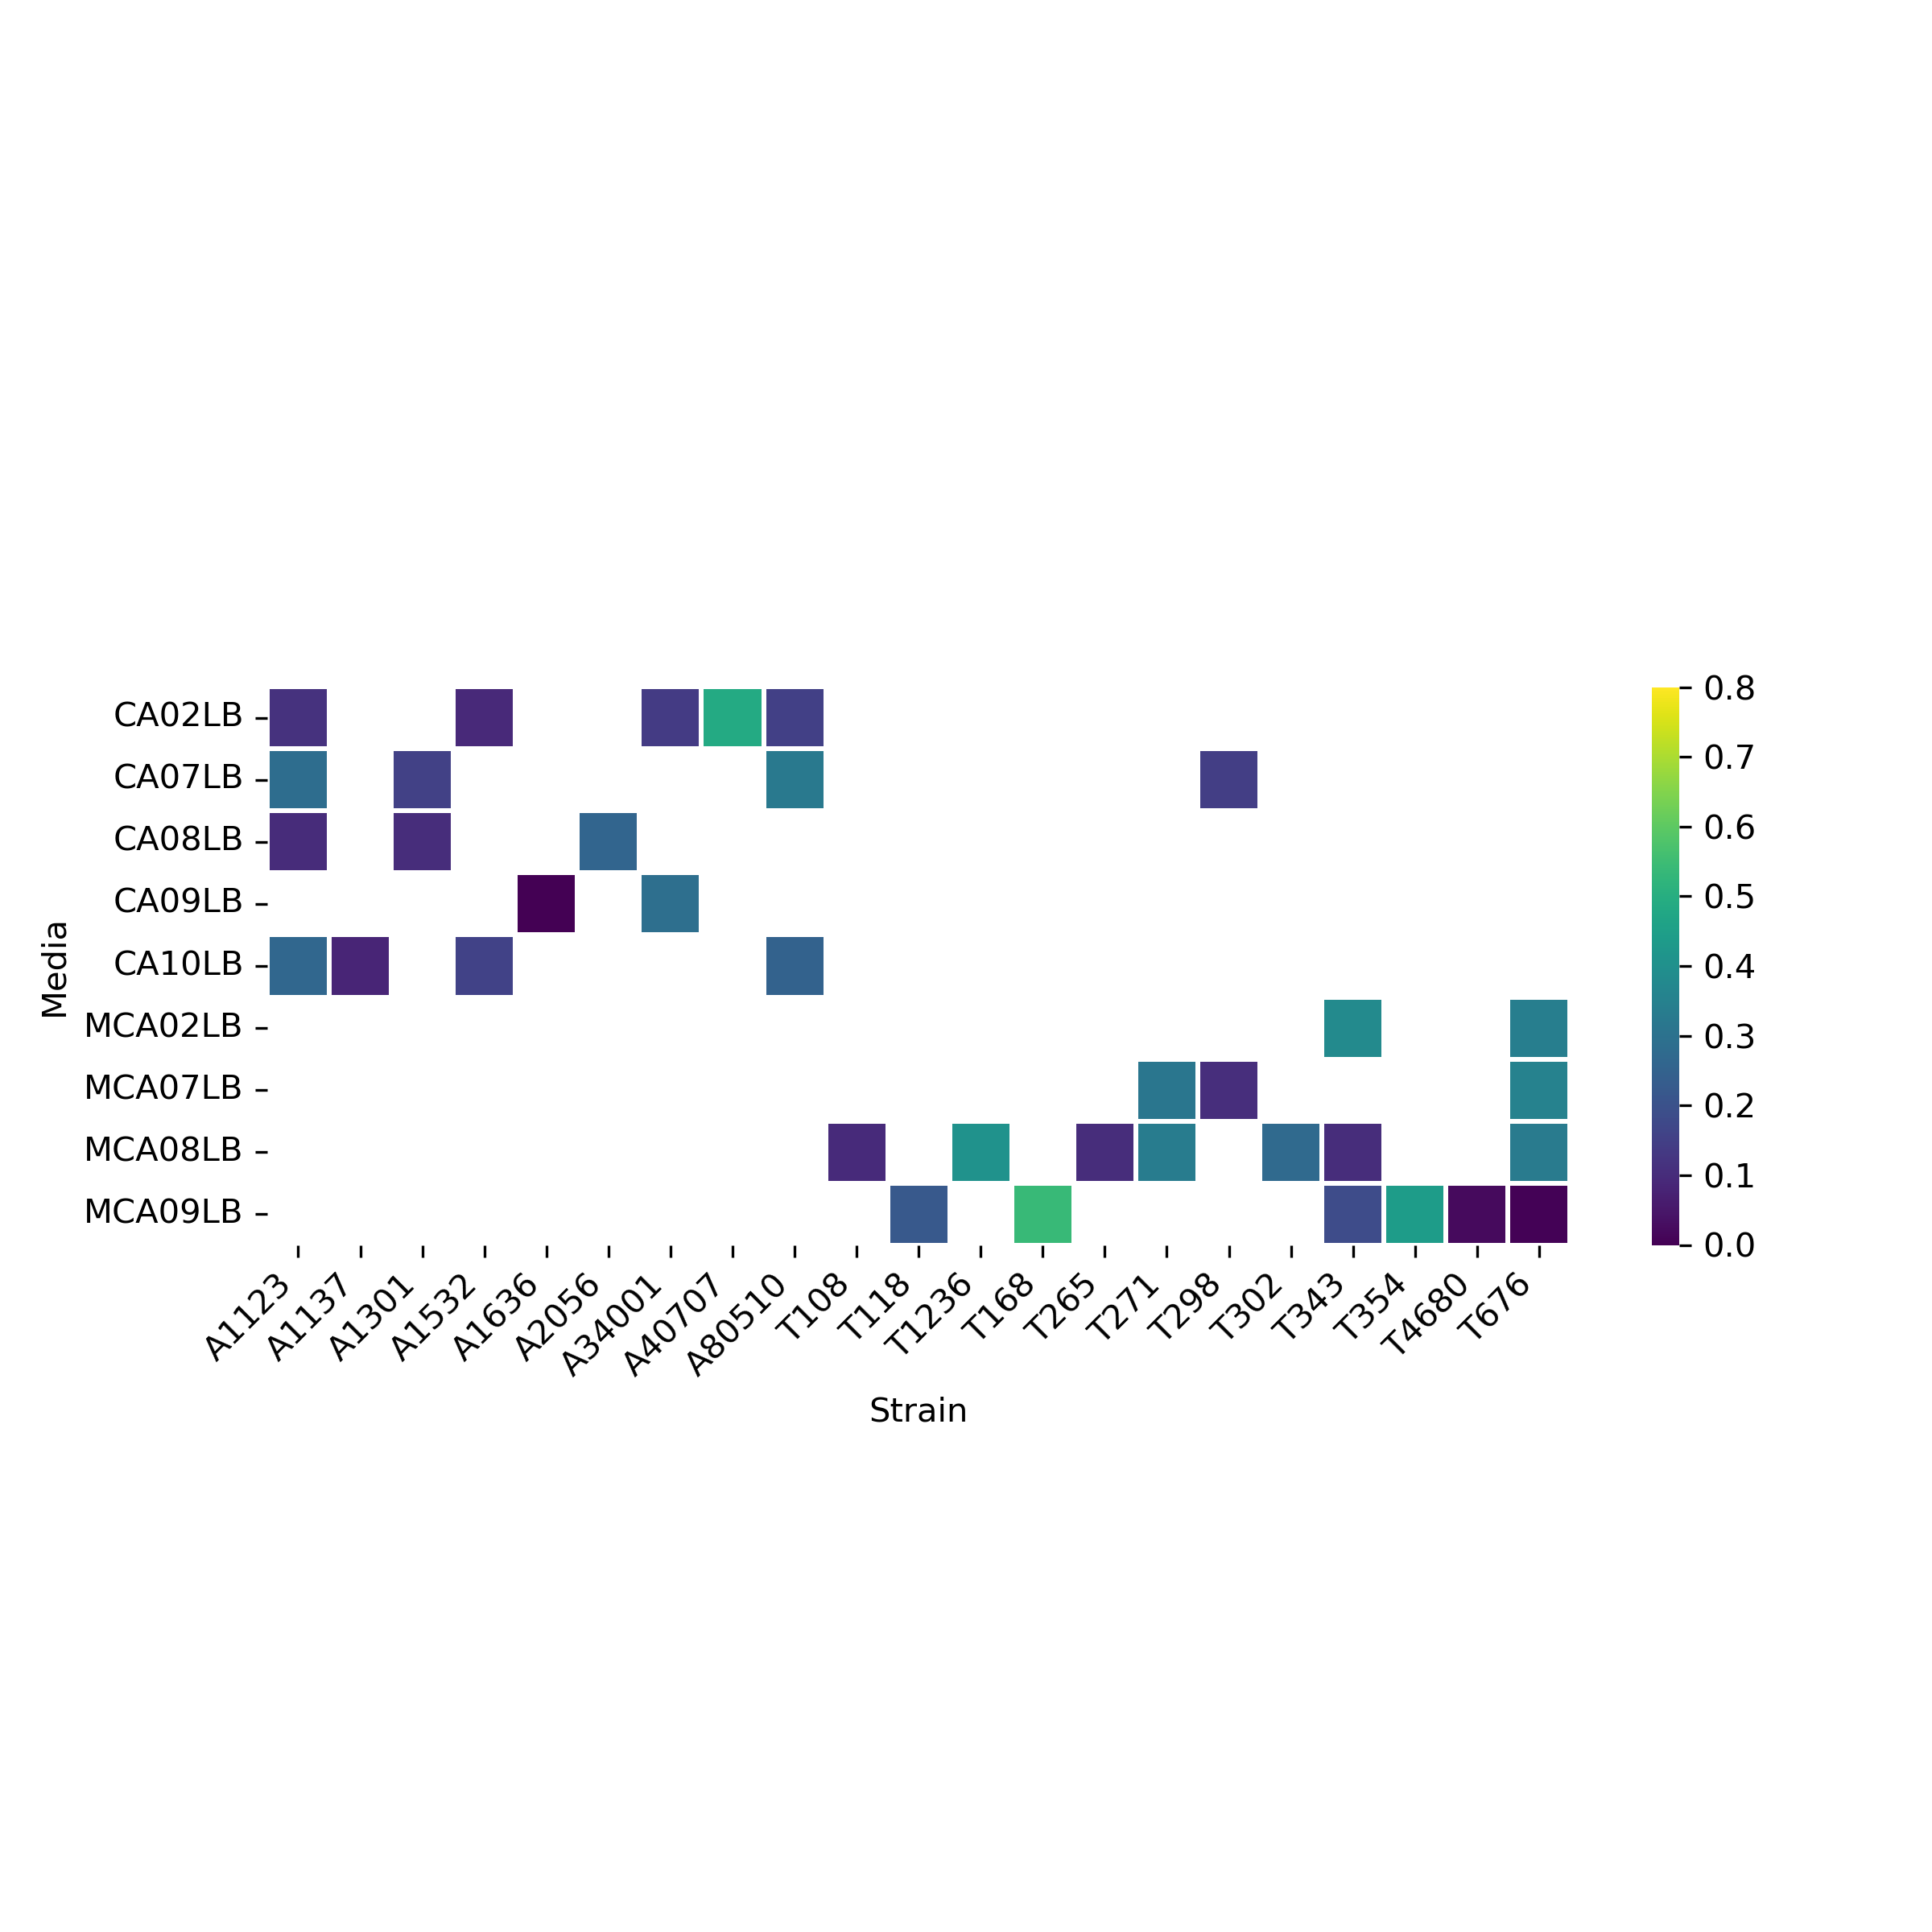 Media
CA02LB
CA07LB
CA08LB
CA09LB
CA10LB
MCA02LB
MCA07LB
MCA08LB
MCA09LB
A1123
A1137
A1301
A1532
A1636
A2056
A34001
A40707
A80510
T108
T118
T1236
T168
T265
T271
T298
T302
T343
T354
T4680
T676
Strain
0.8
0.7
0.6
0.5
0.4
0.3
0.2
0.1
0.0